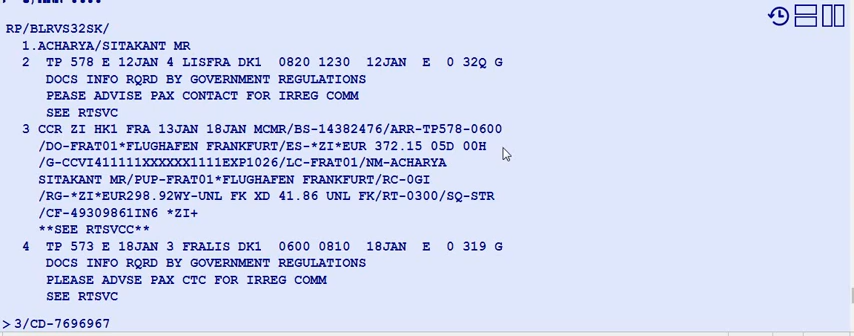 RP/BLRVS32SK/
1.ACHARYA/SITAKANT MR
2 TP 578 E 12JAN 4 LISFRA DK1 0820 1230 12JAN E 0 32Q G
DOCS INFO RQRD BY GOVERNMENT REGULATIONS
PEASE ADVISE PAX CONTACT FOR IRREG COMM
SEE RTSVC
3 CCR ZI HK1 FRA 13JAN 18JAN MCMR/BS-14382476/ARR-TP578-0600
/DO-FRAT01*FLUGHAFEN FRANKFURT/ES-*ZI*EUR 372.15 05D 00H
/G-CCVI411111XXXXXX1111EXP1026/LC-FRAT01/NM-ACHARYA
SITAKANT MR/PUP-FRAT01*FLUGHAFEN FRANKFURT/RC-0GI
/RG-*ZI*EUR298.92WY-UNL FK XD 41.86 UNL FK/RT-0300/SQ-STR
/CF-49309861IN6 *ZI+
**SEE RTSVCC**
4 TP 573 E 18JAN 3 FRALIS DK1 0600 0810 18JAN E 0 319 G
DOCS INFO RQRD BY GOVERNMENT REGULATIONS
PLEASE ADVSE PAX CTC FOR IRREG COMM
SEE RTSVC
> 3/CD-7696967